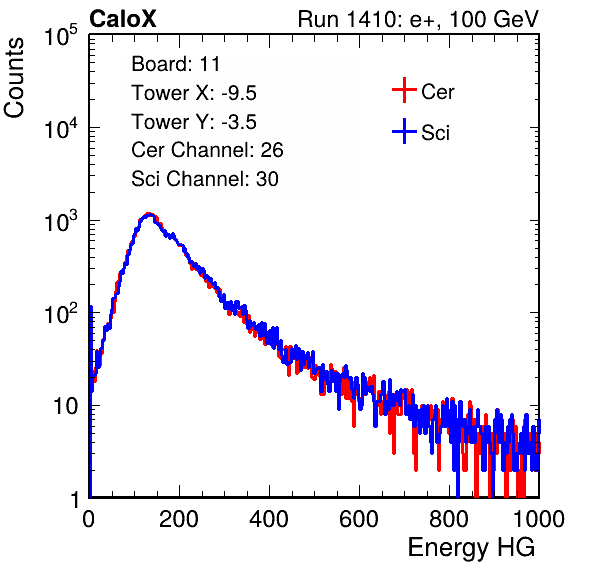 CaloX Run 1410: e+, 100 GeV
Counts
Board: 11
Tower X: -9.5
Tower Y: -3.5
Cer Channel: 26
Sci Channel: 30
Cer
Sci
10^5
10^4
10^3
10^2
10
1
0 200 400 600 800 1000
Energy HG